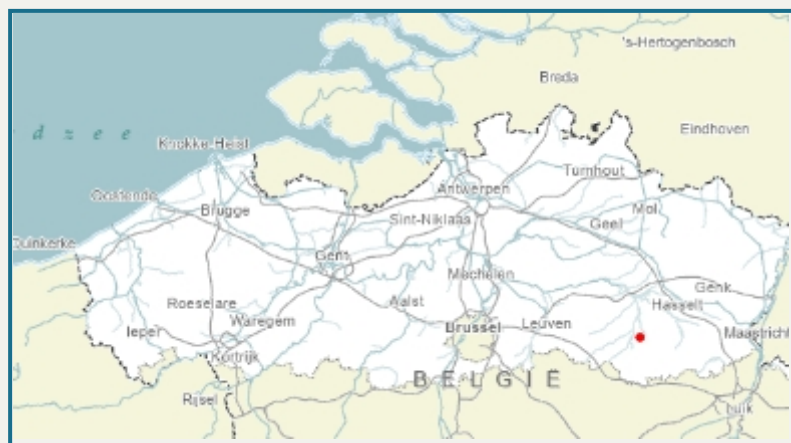 's-Hertogenbosch
Breda
Eindhoven
d z e e
Knokke-Heist
Turnhout
Antwerpen
Oostende
Mol
Brugge
Sint-Niklaas
Geel
Duinkerke
Gent
Mechelen
Genk
Roeselare
Aalst
Hasselt
Ieper
Waregem
Brussel
Leuven
Maastricht
Kortrijk
BELGIË
Rijsel
Luik